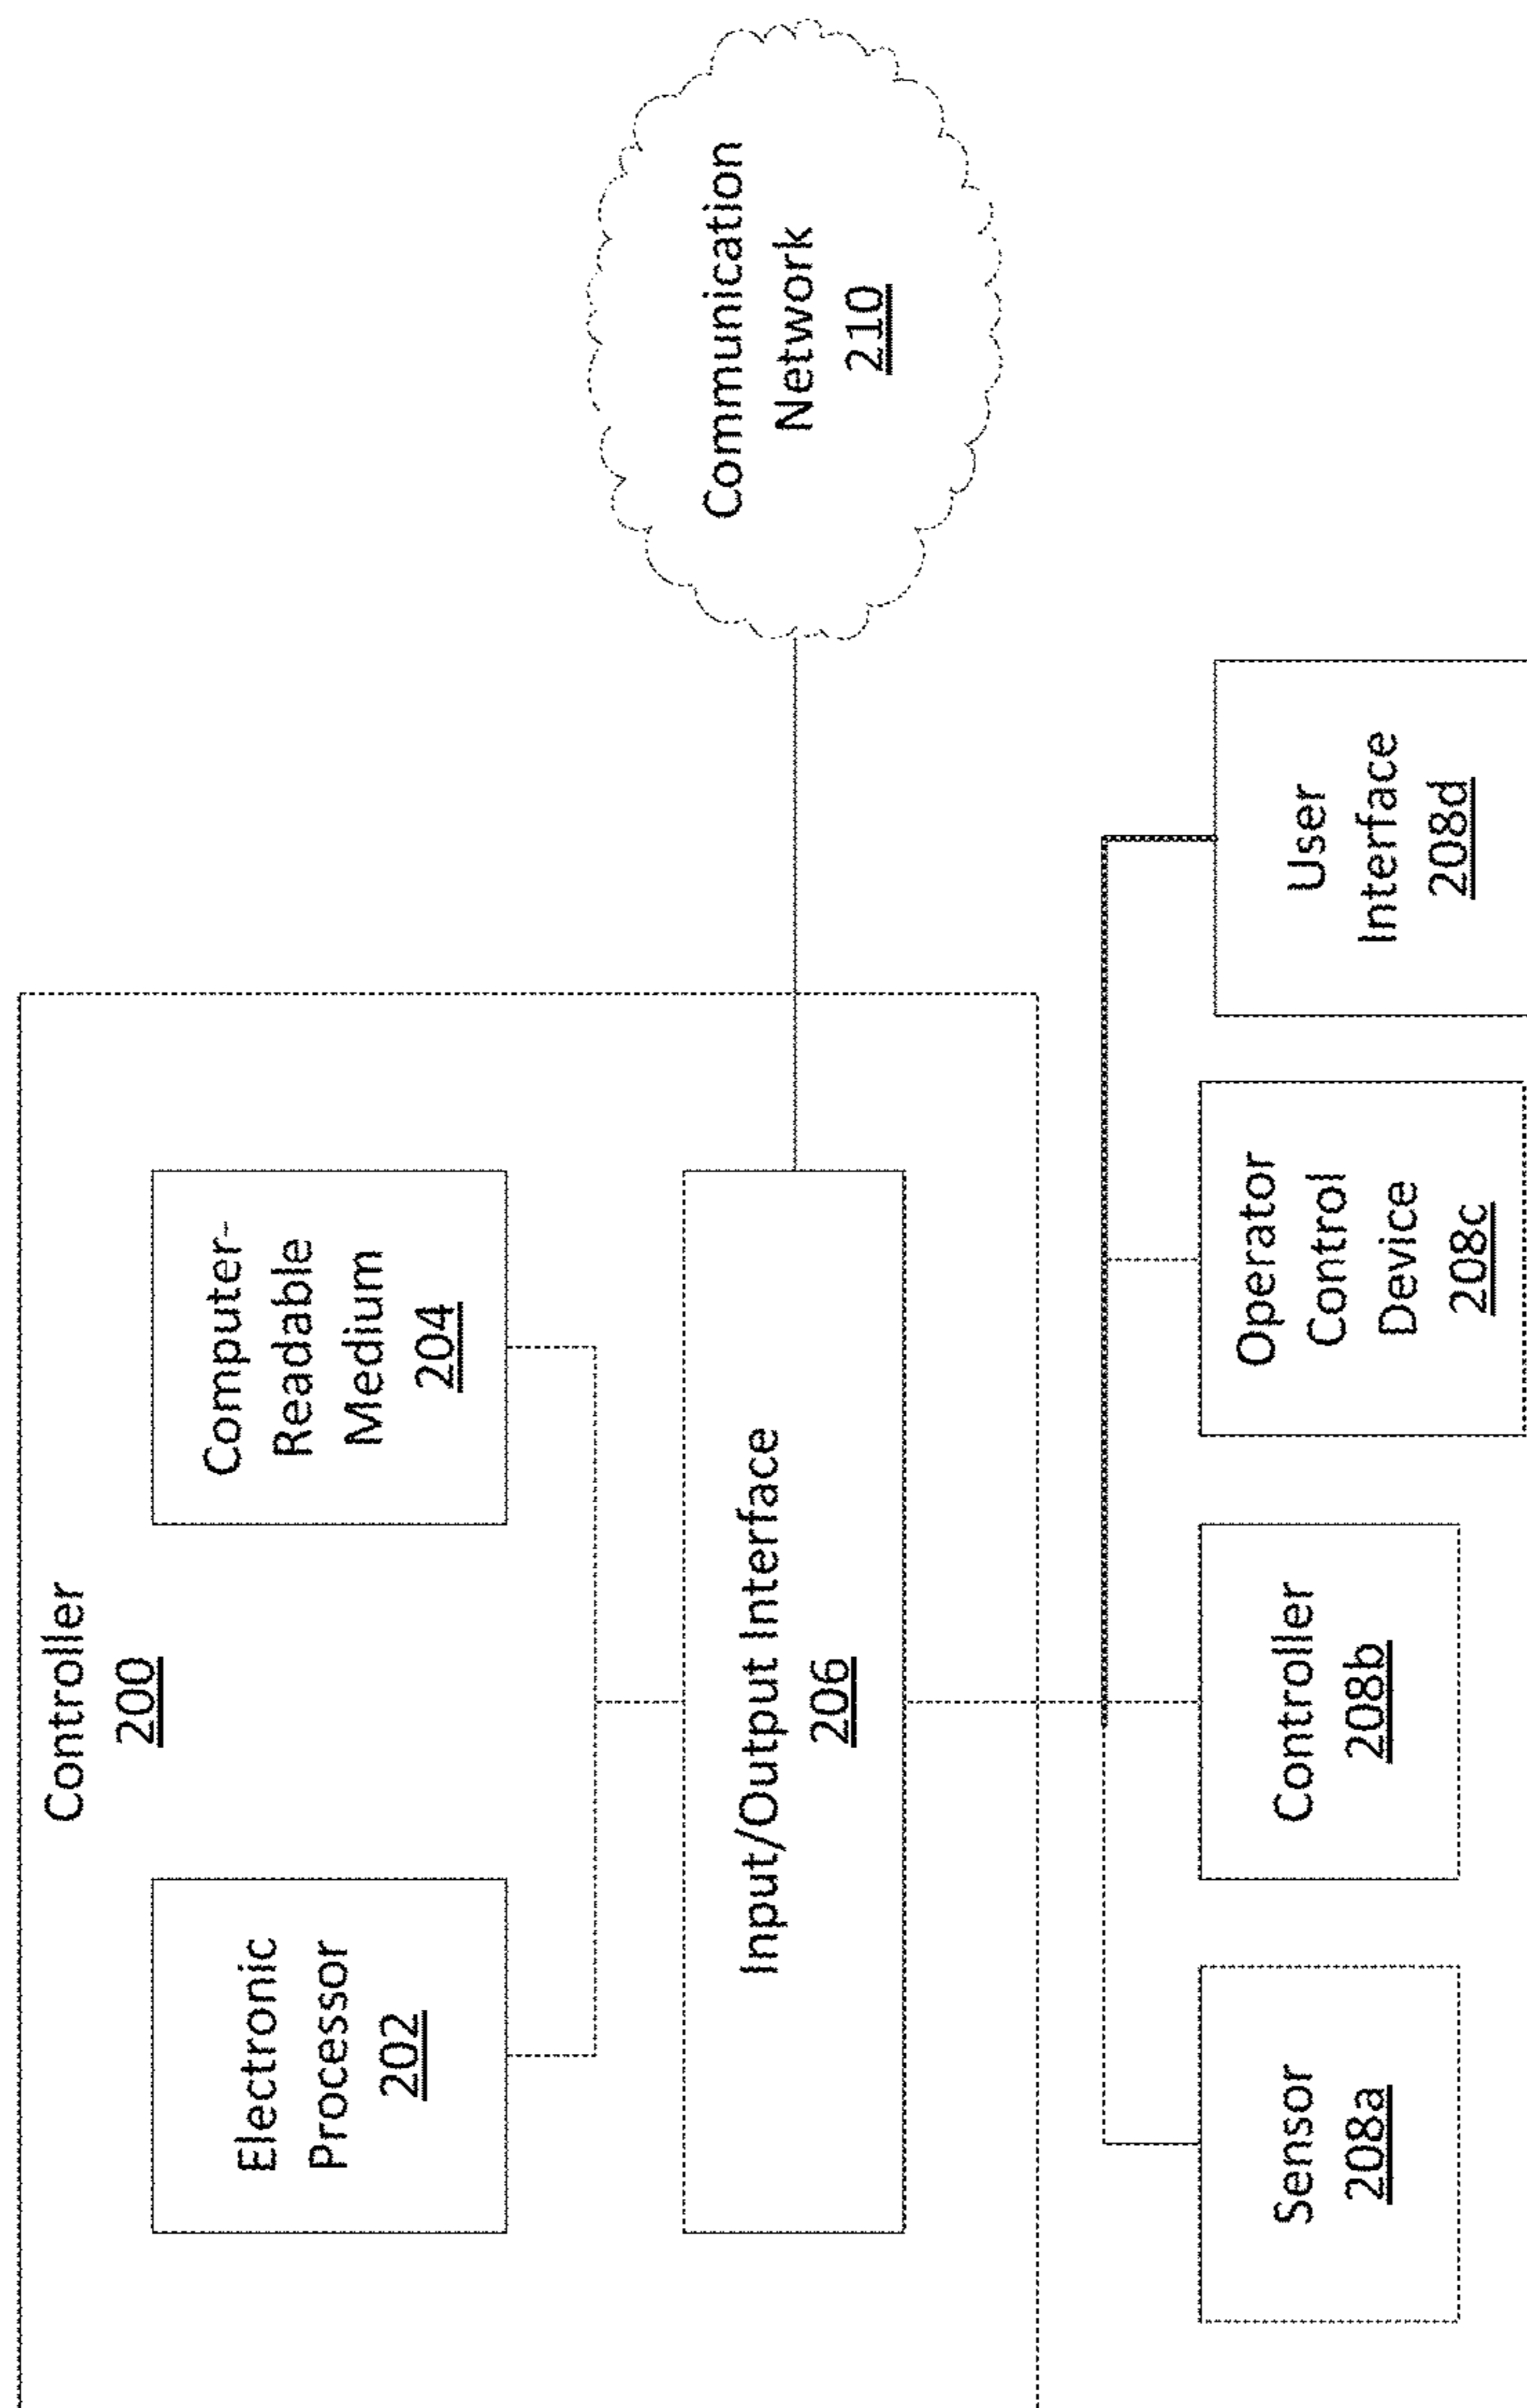 Controller
200
Electronic
Processor
202
Computer-
Readable
Medium
204
Input/Output Interface
206
Communication
Network
210
Sensor
208a
Controller
208b
Operator
Control
Device
208c
User
Interface
208d